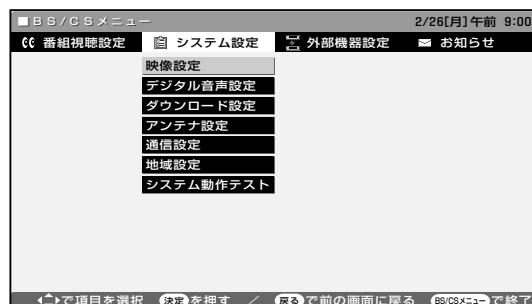 ■BS/CSメニュー 2/26[月]午前 9:00
番組視聴設定 システム設定 外部機器設定 お知らせ
映像設定
デジタル音声設定
ダウンロード設定
アンテナ設定
通信設定
地域設定
システム動作テスト
で項目を選択 決定を押す / 戻るで前の画面に戻る BS/CSメニューで終了